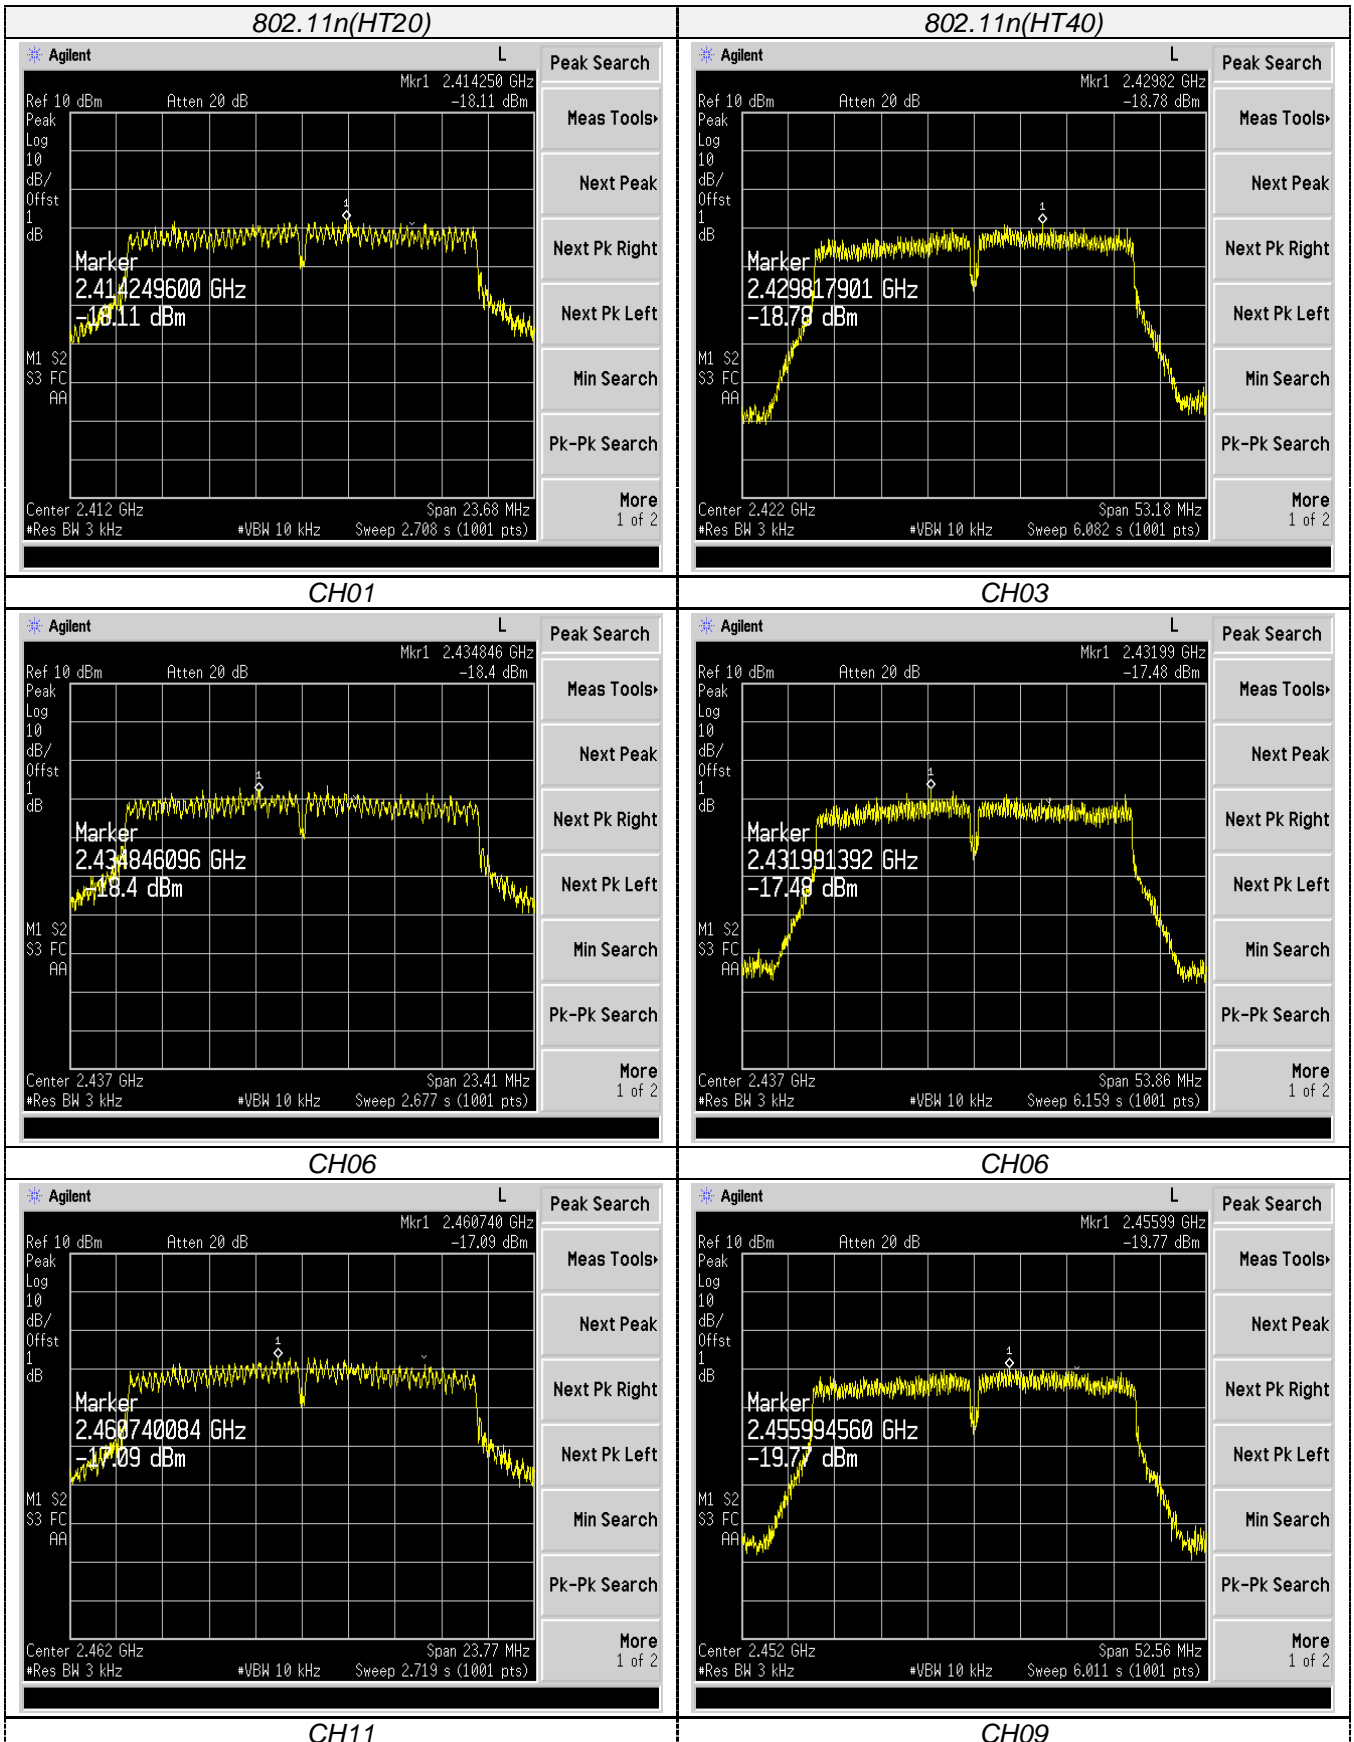 802.11n(HT20)
802.11n(HT40)
Agilent
L
Peak Search
Mkr1 2.414250 GHz
Ref 10 dBm Atten 20 dB -18.11 dBm
Peak
Log
10
dB/
Offst
1
dB
Marker
2.414249600 GHz
-18.11 dBm
M1 S2
S3 FC
AA
1
Center 2.412 GHz Span 23.68 MHz
#Res BW 3 kHz #VBW 10 kHz Sweep 2.708 s (1001 pts)
Meas Tools
Next Peak
Next Pk Right
Next Pk Left
Min Search
Pk-Pk Search
More
1 of 2
Agilent
L
Peak Search
Mkr1 2.42982 GHz
Ref 10 dBm Atten 20 dB -18.78 dBm
Peak
Log
10
dB/
Offst
1
dB
Marker
2.429817901 GHz
-18.78 dBm
M1 S2
S3 FC
AA
1
Center 2.422 GHz Span 53.18 MHz
#Res BW 3 kHz #VBW 10 kHz Sweep 6.082 s (1001 pts)
Meas Tools
Next Peak
Next Pk Right
Next Pk Left
Min Search
Pk-Pk Search
More
1 of 2
CH01
CH03
Agilent
L
Peak Search
Mkr1 2.434846 GHz
Ref 10 dBm Atten 20 dB -18.4 dBm
Peak
Log
10
dB/
Offst
1
dB
Marker
2.434846096 GHz
-18.4 dBm
M1 S2
S3 FC
AA
1
Center 2.437 GHz Span 23.41 MHz
#Res BW 3 kHz #VBW 10 kHz Sweep 2.677 s (1001 pts)
Meas Tools
Next Peak
Next Pk Right
Next Pk Left
Min Search
Pk-Pk Search
More
1 of 2
Agilent
L
Peak Search
Mkr1 2.43199 GHz
Ref 10 dBm Atten 20 dB -17.48 dBm
Peak
Log
10
dB/
Offst
1
dB
Marker
2.431991392 GHz
-17.48 dBm
M1 S2
S3 FC
AA
1
Center 2.437 GHz Span 53.86 MHz
#Res BW 3 kHz #VBW 10 kHz Sweep 6.159 s (1001 pts)
Meas Tools
Next Peak
Next Pk Right
Next Pk Left
Min Search
Pk-Pk Search
More
1 of 2
CH06
CH06
Agilent
L
Peak Search
Mkr1 2.460740 GHz
Ref 10 dBm Atten 20 dB -17.09 dBm
Peak
Log
10
dB/
Offst
1
dB
Marker
2.460740084 GHz
-17.09 dBm
M1 S2
S3 FC
AA
1
Center 2.462 GHz Span 23.77 MHz
#Res BW 3 kHz #VBW 10 kHz Sweep 2.719 s (1001 pts)
Meas Tools
Next Peak
Next Pk Right
Next Pk Left
Min Search
Pk-Pk Search
More
1 of 2
Agilent
L
Peak Search
Mkr1 2.45599 GHz
Ref 10 dBm Atten 20 dB -19.77 dBm
Peak
Log
10
dB/
Offst
1
dB
Marker
2.455994560 GHz
-19.77 dBm
M1 S2
S3 FC
AA
1
Center 2.452 GHz Span 52.56 MHz
#Res BW 3 kHz #VBW 10 kHz Sweep 6.011 s (1001 pts)
Meas Tools
Next Peak
Next Pk Right
Next Pk Left
Min Search
Pk-Pk Search
More
1 of 2
CH11
CH09